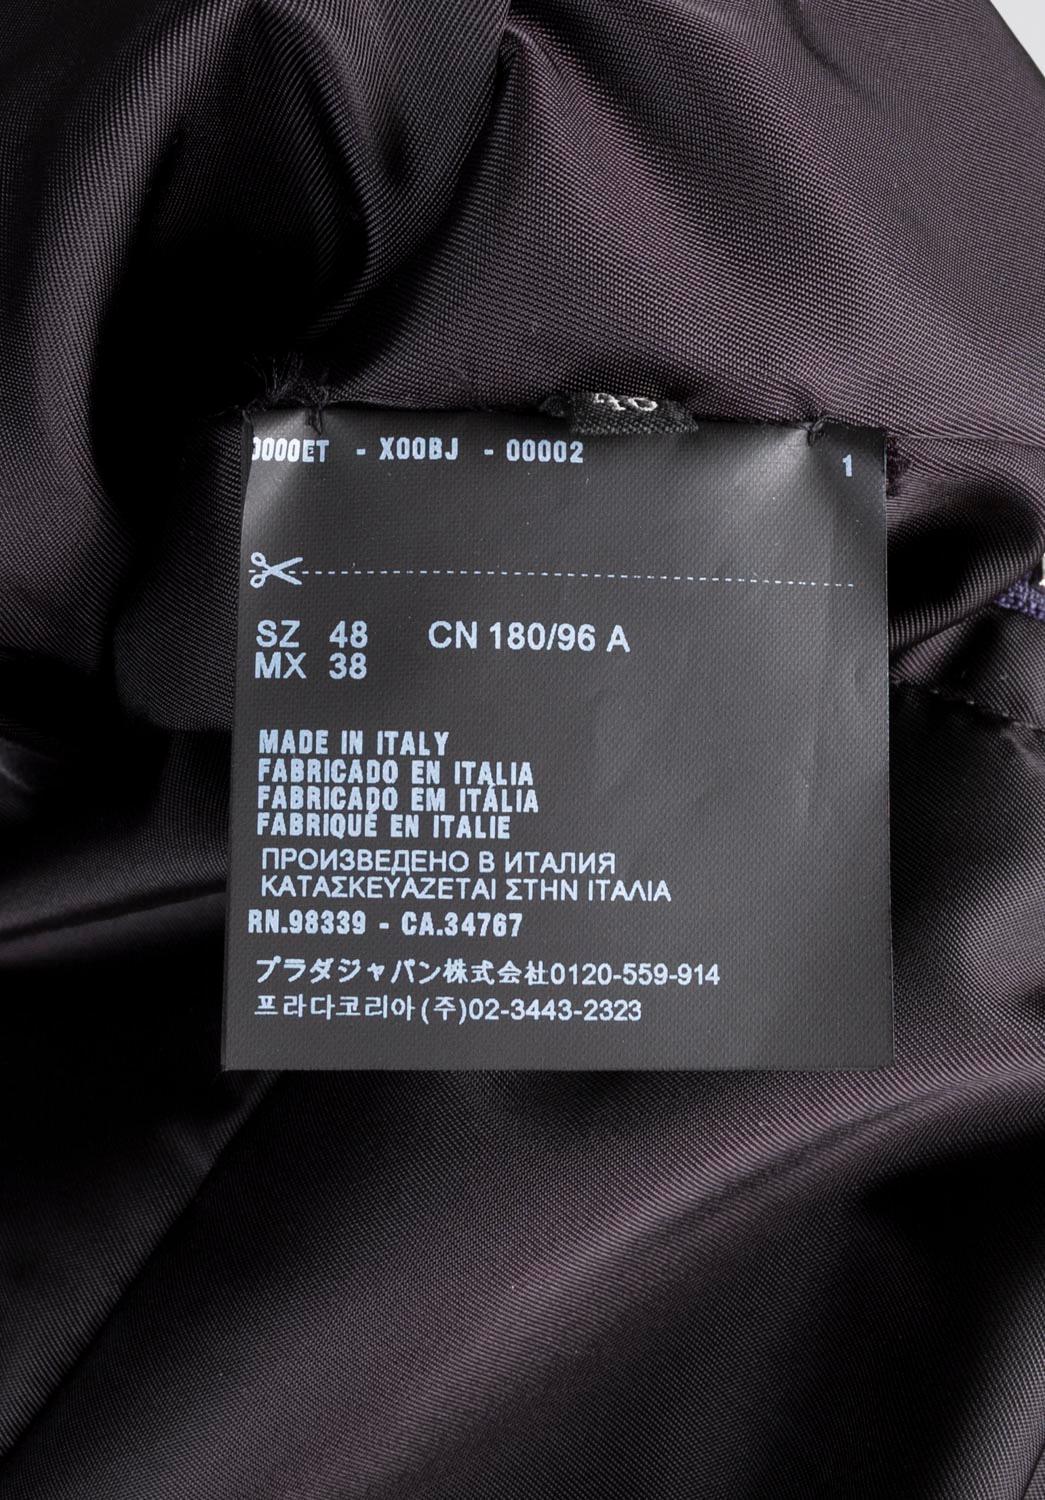 - X00BJ - 00002 1
SZ 48 CN 180/96 A
MX 38
MADE IN ITALY
FABRICADO EN ITALIA
FABRICADO EM ITÁLIA
FABRIQUÉ EN ITALIE
ПРОИЗВЕДЕНО В ИТАЛИЯ
ΚΑΤΑΣΚΕΥΑΖΕΤΑΙ ΣΤΗΝ ΙΤΑΛΙΑ
RN.98339 - CA.34767
プラダジャパン株式会社0120-559-914
프라다코리아(주)02-3443-2323